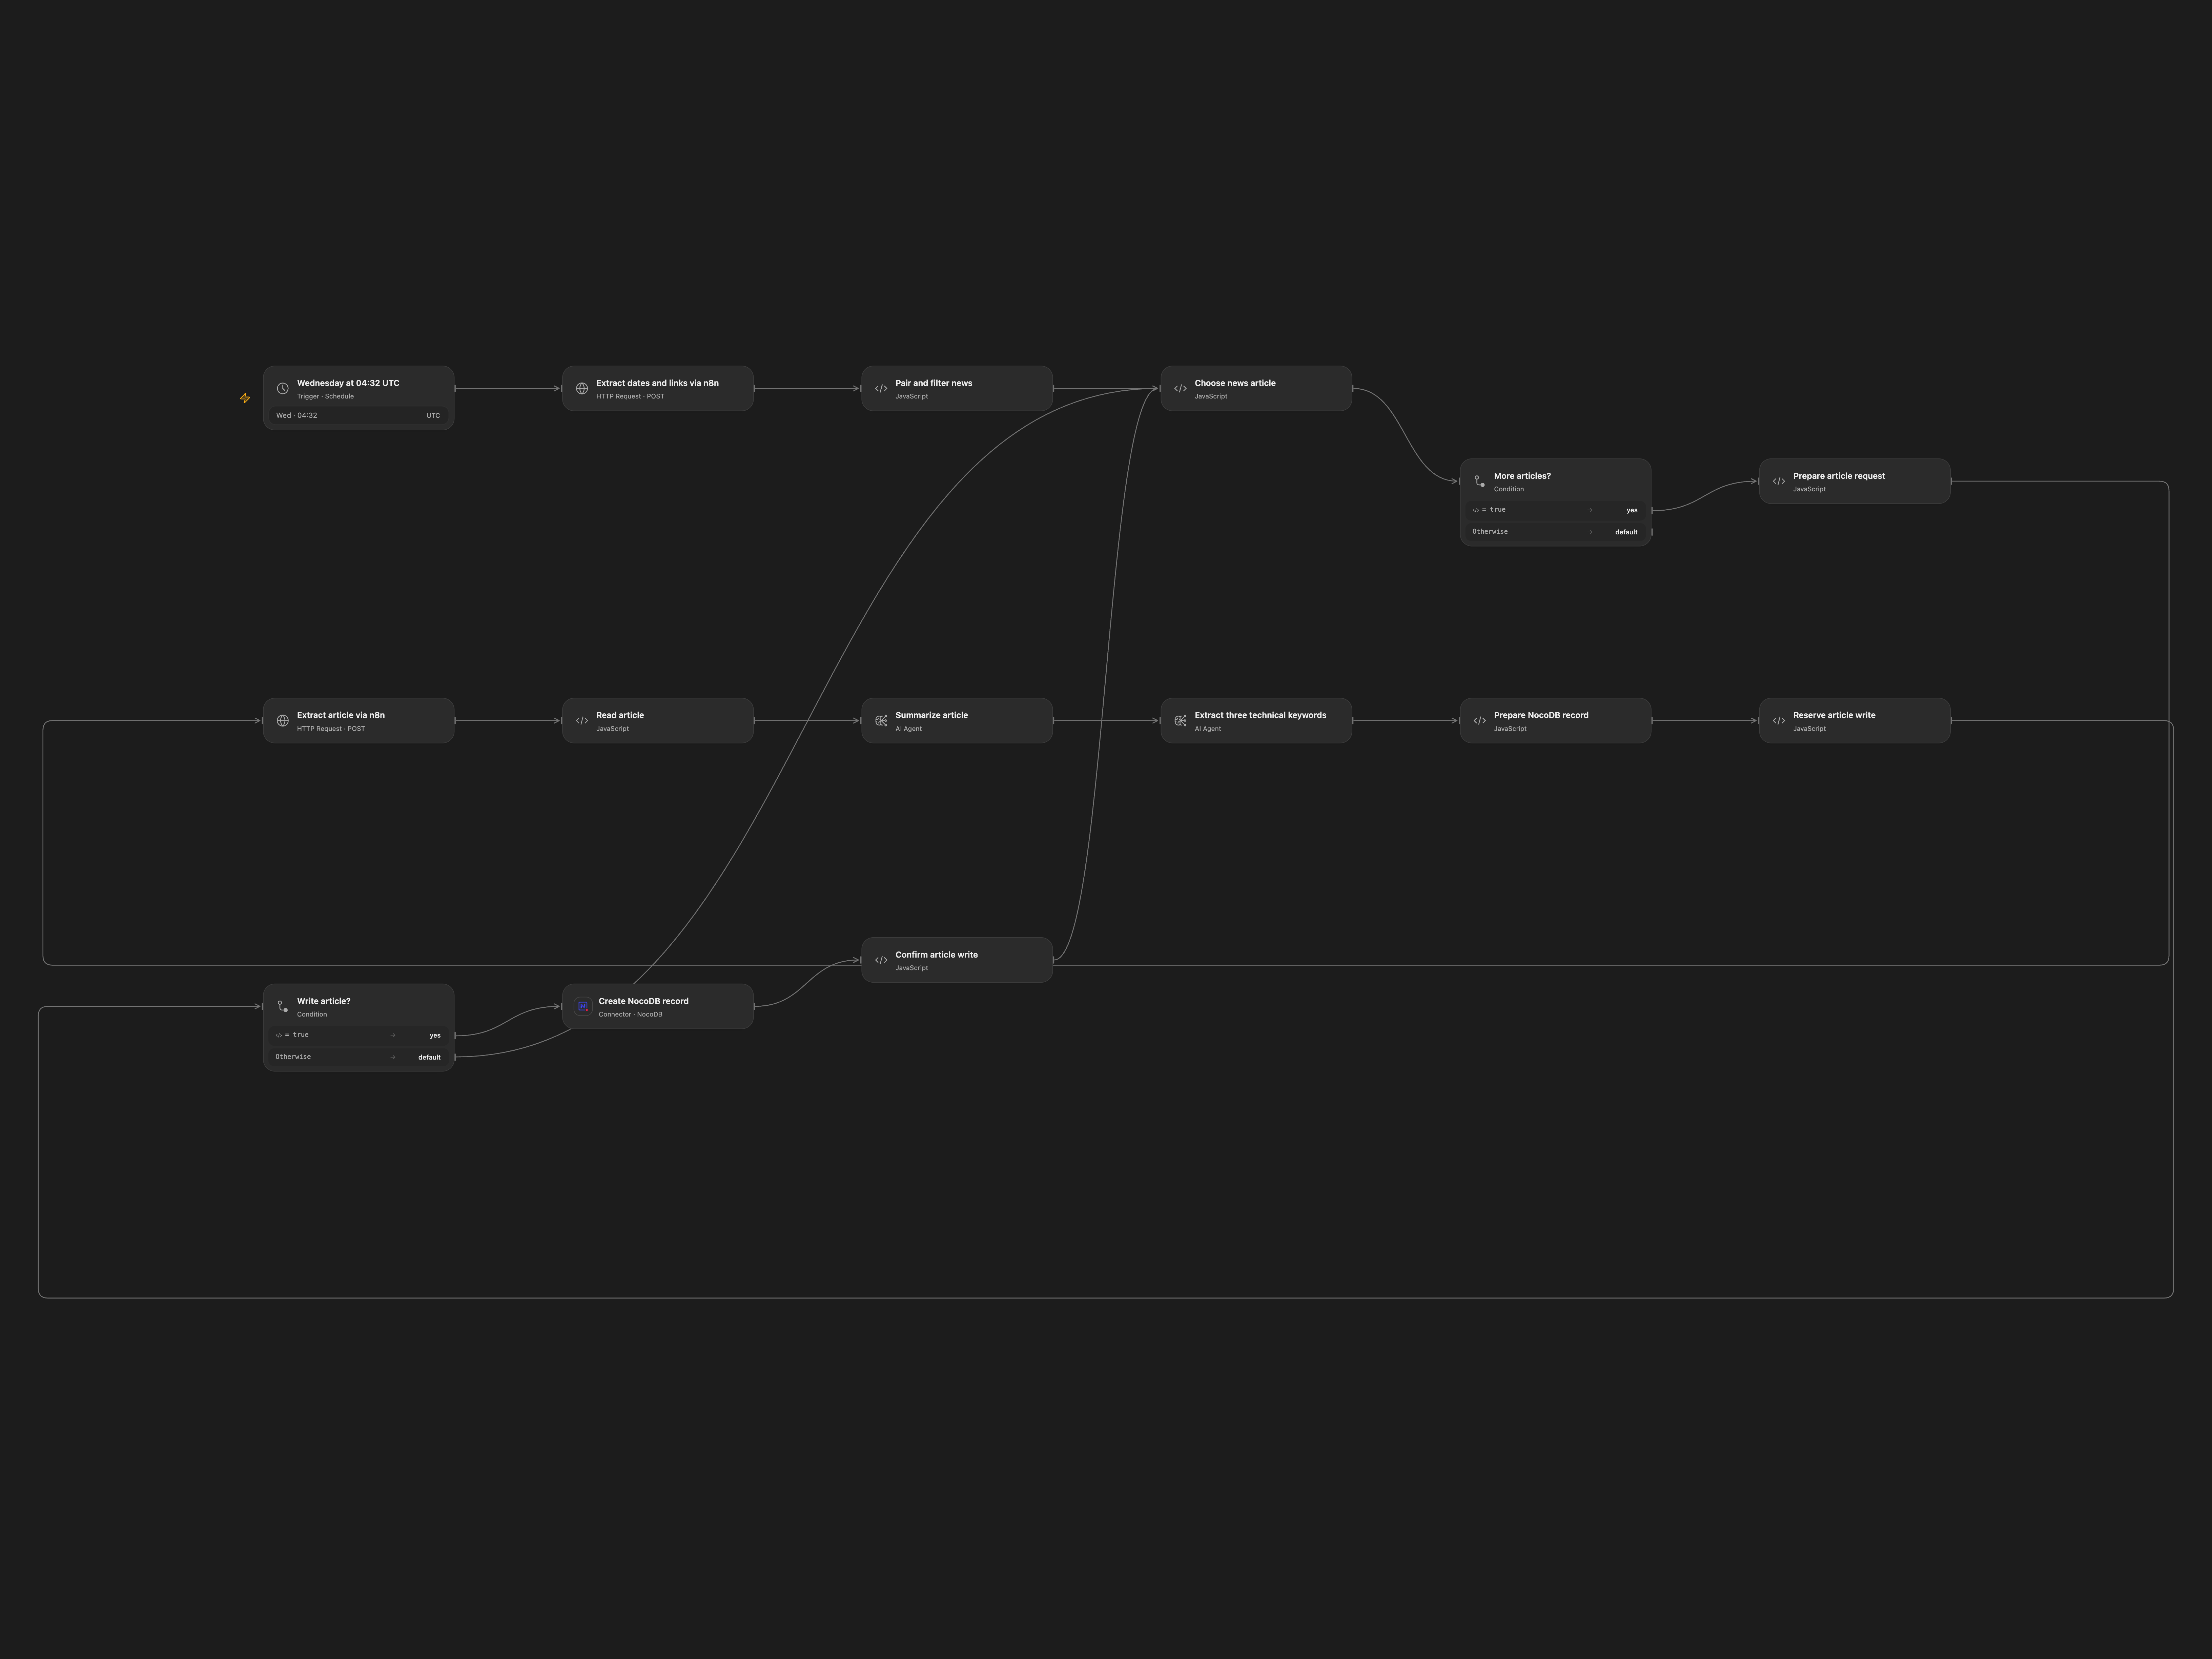 Wednesday at 04:32 UTC
Trigger · Schedule
Wed · 04:32 UTC
Extract dates and links via n8n
HTTP Request · POST
Pair and filter news
JavaScript
Choose news article
JavaScript
More articles?
Condition
</> = true → yes
Otherwise → default
Prepare article request
JavaScript
Extract article via n8n
HTTP Request · POST
Read article
JavaScript
Summarize article
AI Agent
Extract three technical keywords
AI Agent
Prepare NocoDB record
JavaScript
Reserve article write
JavaScript
Write article?
Condition
</> = true → yes
Otherwise → default
Create NocoDB record
Connector · NocoDB
Confirm article write
JavaScript